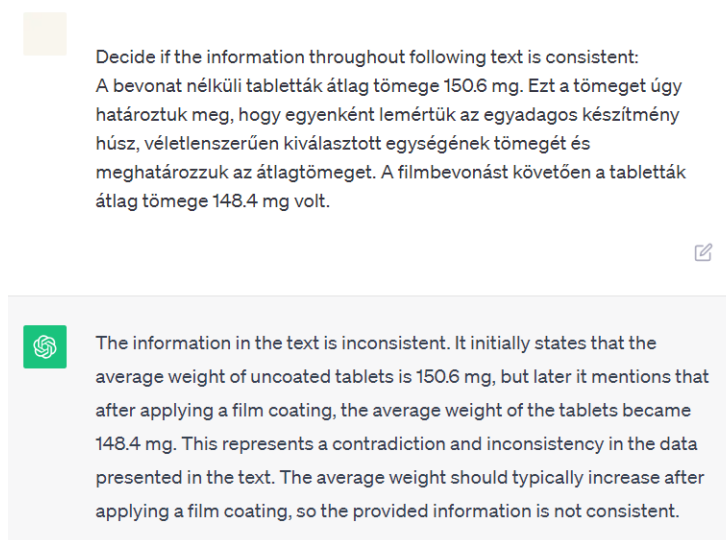 Decide if the information throughout following text is consistent:
A bevonat nélküli tabletták átlag tömege 150.6 mg. Ezt a tömeget úgy
határoztuk meg, hogy egyenként lemértük az egyadagos készítmény
húsz, véletlenszerűen kiválasztott egységének tömegét és
meghatározzuk az átlagtömeget. A filmbevonást követően a tabletták
átlag tömege 148.4 mg volt.
The information in the text is inconsistent. It initially states that the
average weight of uncoated tablets is 150.6 mg, but later it mentions that
after applying a film coating, the average weight of the tablets became
148.4 mg. This represents a contradiction and inconsistency in the data
presented in the text. The average weight should typically increase after
applying a film coating, so the provided information is not consistent.